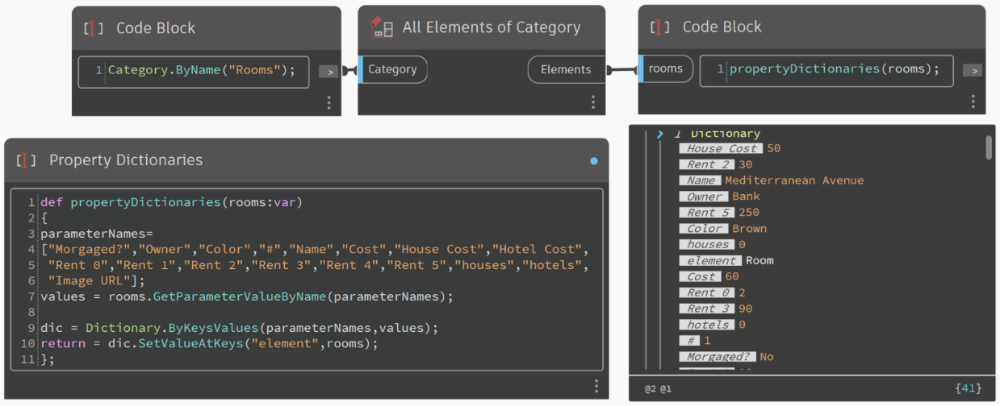 [I] Code Block
1 Category.ByName("Rooms");
>
All Elements of Category
Category
Elements
[I] Code Block
rooms
1 propertyDictionaries(rooms);
>
[I] Property Dictionaries
1 def propertyDictionaries(rooms:var)
2 {
3 parameterNames=
4 ["Morgaged?","Owner","Color","#","Name","Cost","House Cost","Hotel Cost",
5 "Rent 0","Rent 1","Rent 2","Rent 3","Rent 4","Rent 5","houses","hotels",
6 "Image URL"];
7 values = rooms.GetParameterValueByName(parameterNames);
8
9 dic = Dictionary.ByKeysValues(parameterNames,values);
10 return = dic.SetValueAtKeys("element",rooms);
11 };
1 Dictionary
House Cost 50
Rent 2 30
Name Mediterranean Avenue
Owner Bank
Rent 5 250
Color Brown
houses 0
element Room
Cost 60
Rent 0 2
Rent 3 90
hotels 0
# 1
Morgaged? No
@2 @1
{41}